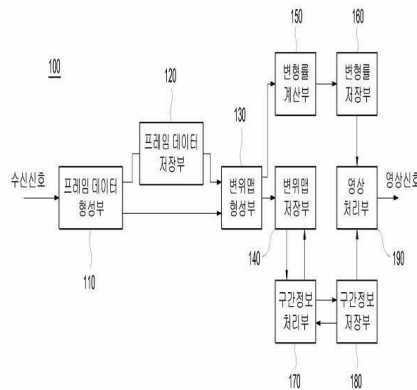 100
150
160
변형률
계산부
변형률
저장부
120
프레임 데이터
저장부
130
수신신호
프레임 데이터
형성부
변위맵
형성부
변위맵
저장부
영상
처리부
영상신호
110
140
190
구간정보
처리부
구간정보
저장부
170
180